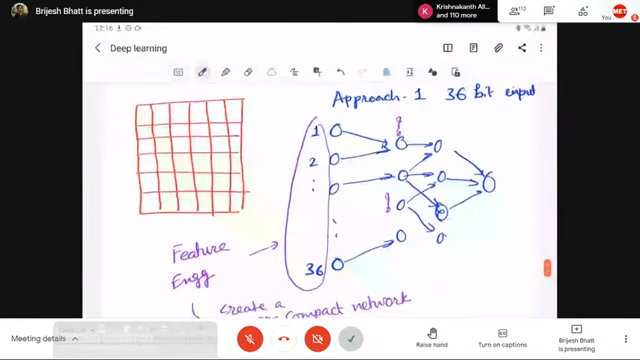 Brijesh Bhatt is presenting
Krishnakanth All...
and 110 more
112
You
MET
12:16
Deep learning
Approach-1 36 bit input
1
2
36
Feature
Engg
create a
compact network
Meeting details
Raise hand
Turn on captions
Brijesh Bhatt
is presenting